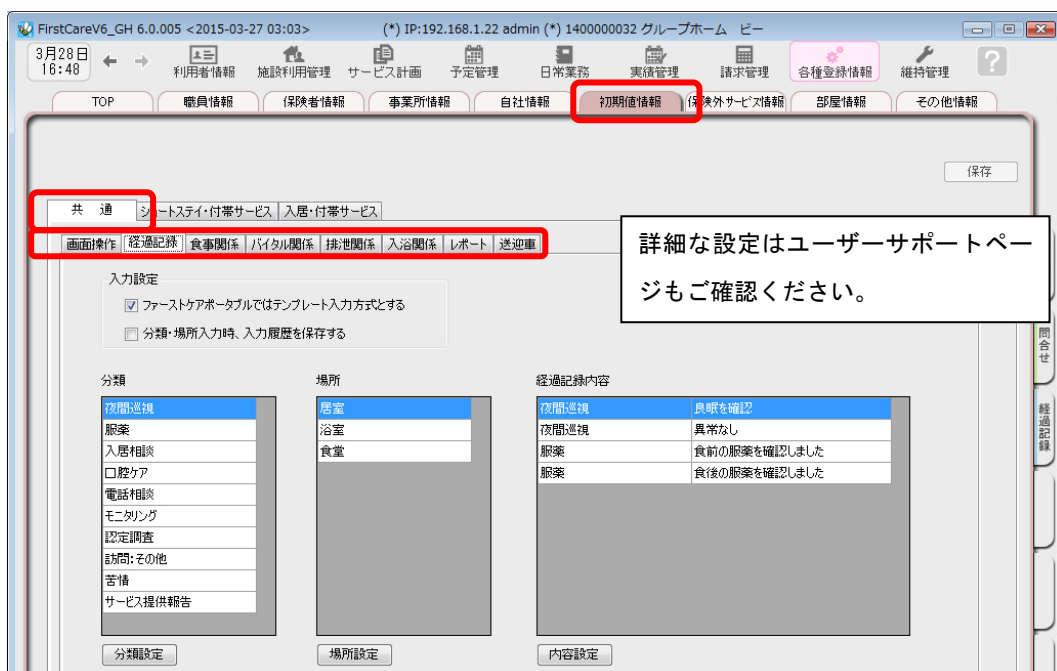 FirstCareV6_GH 6.0.005 <2015-03-27 03:03> (*) IP:192.168.1.22 admin (*) 1400000032 グループホーム ビー
3月28日
16:48
利用者情報 施設利用管理 サービス計画 予定管理 日常業務 実績管理 請求管理 各種登録情報 維持管理 ?
TOP 職員情報 保険者情報 事業所情報 自社情報 初期値情報 保険外サービス情報 部屋情報 その他情報
保存
共 通 ショートステイ・付帯サービス 入居・付帯サービス
画面操作 経過記録 食事関係 バイタル関係 排泄関係 入浴関係 レポート 送迎車
詳細な設定はユーザーサポートペー
ジもご確認ください。
入力設定
ファーストケアポータブルではテンプレート入力方式とする
分類・場所入力時、入力履歴を保存する
問合せ
経過記録
分類 場所 経過記録内容
夜間巡視 居室 夜間巡視 良眠を確認
服薬 浴室 夜間巡視 異常なし
入居相談 食堂 服薬 食前の服薬を確認しました
口腔ケア 服薬 食後の服薬を確認しました
電話相談
モニタリング
認定調査
訪問:その他
苦情
サービス提供報告
分類設定 場所設定 内容設定